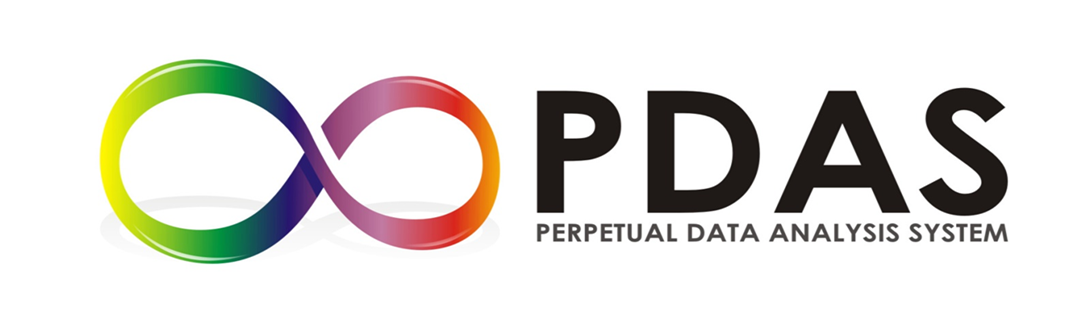 PDAS
PERPETUAL DATA ANALYSIS SYSTEM